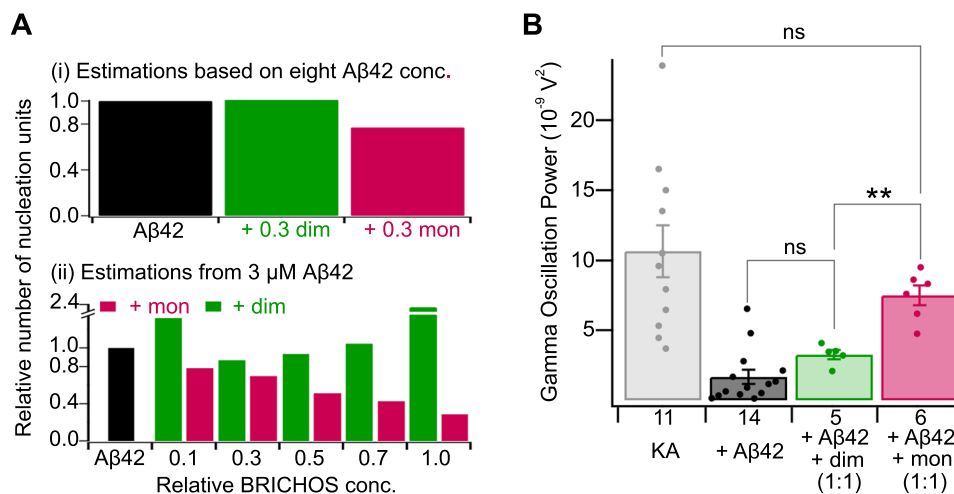 A
(i) Estimations based on eight Aβ42 conc.
Relative number of nucleation units
1.0
0.8
0.4
0.0
Aβ42
+ 0.3 dim
+ 0.3 mon
(ii) Estimations from 3 μM Aβ42
2.4
+ mon
+ dim
1.0
0.8
0.4
0.0
Aβ42
0.1
0.3
0.5
0.7
1.0
Relative BRICHOS conc.
B
Gamma Oscillation Power (10⁻⁹ V²)
ns
**
ns
20
15
10
5
11
14
5
6
KA
+ Aβ42
+ Aβ42
+ dim
(1:1)
+ Aβ42
+ mon
(1:1)